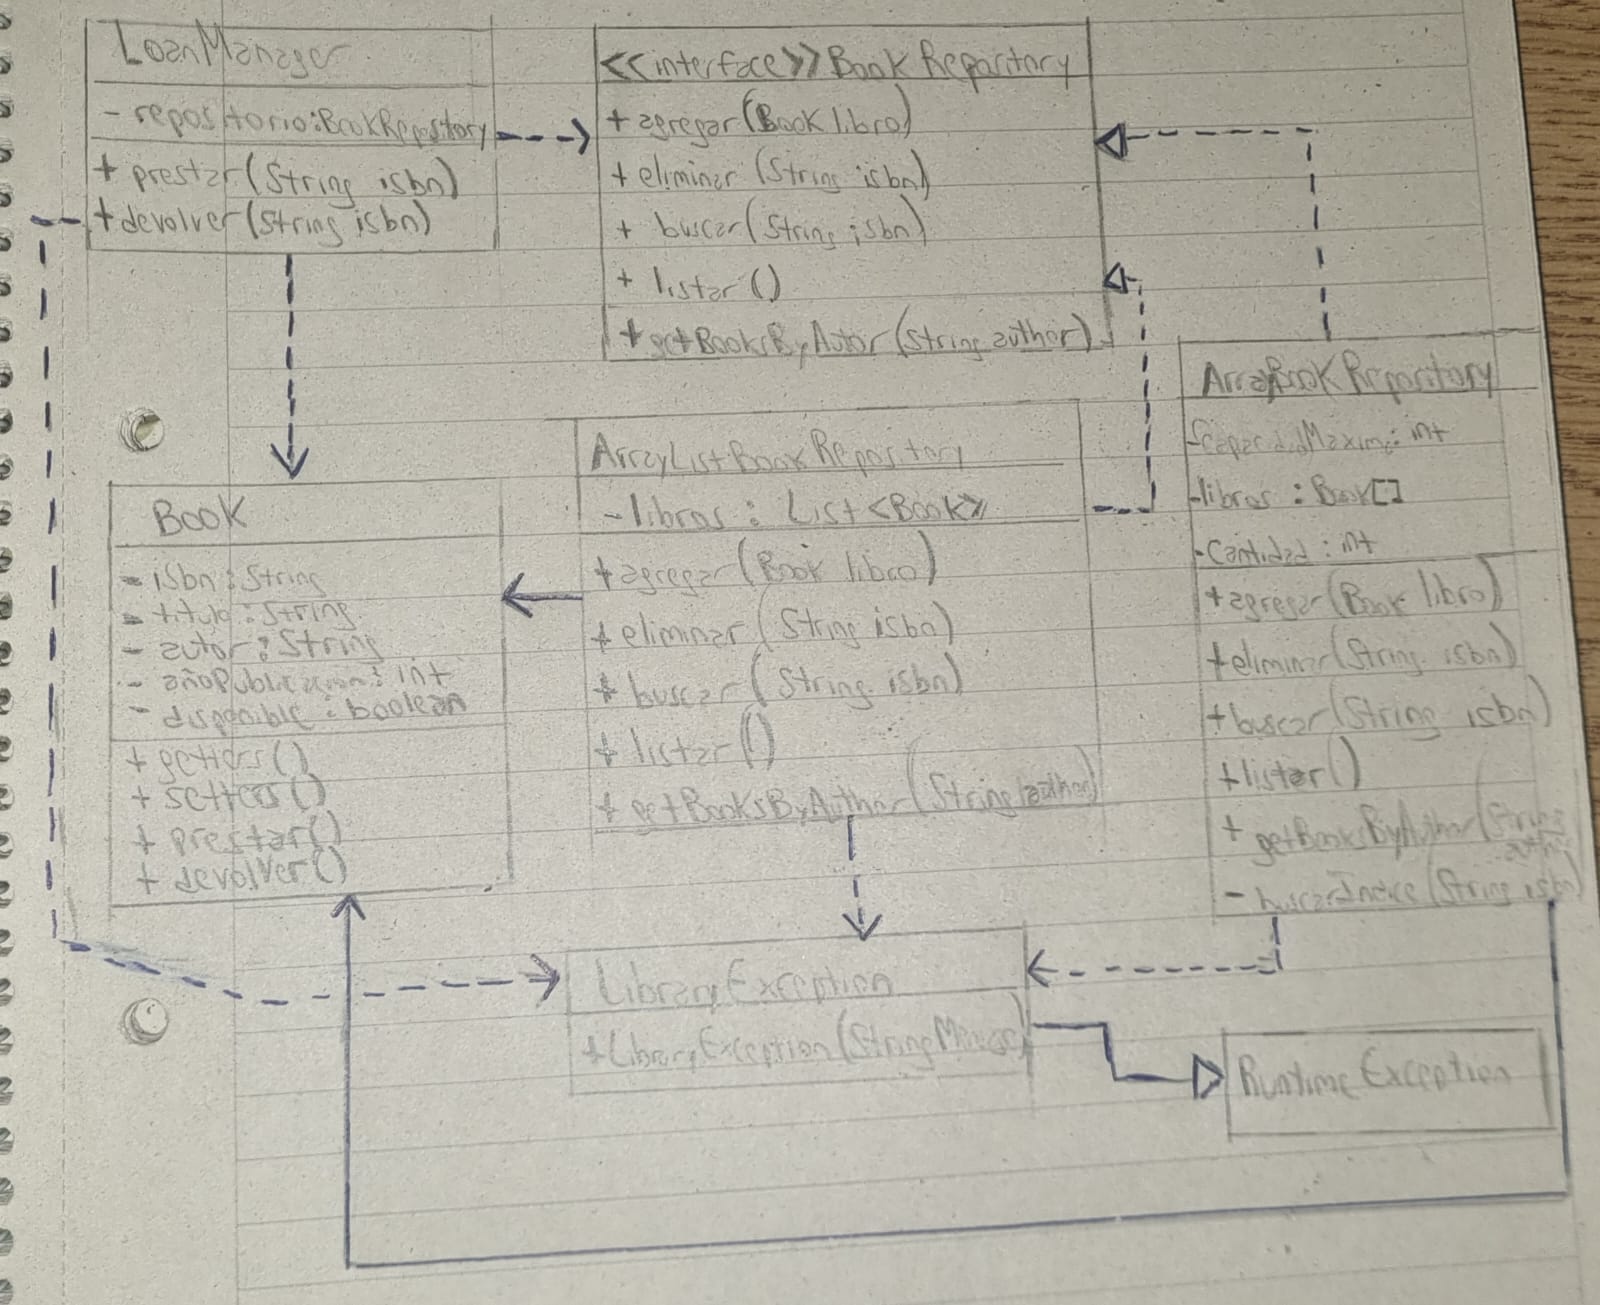 LoanManager
- repositorio:BookRepository
+ prestar(String isbn)
+devolver(String isbn)
<<interface>> Book Repository
+ agregar(Book libro)
+ eliminar (String isbn)
+ buscar(String isbn)
+ listar ()
+ getBooksByAutor (String author)
ArrayBookRepository
-CapacidadMaxima: int
-libros : Book[]
-Cantidad : int
+agregar(Book libro)
+eliminar(String isbn)
+buscar(String isbn)
+listar()
+ getBooksByAuthor(String
- buscarIndice(String isbn)
ArrayListBookRepository
-libros : List<Book>
+agregar(Book libro)
+ eliminar(String isbn)
+ buscar(String isbn)
+ listar()
+ getBooksByAuthor(String author)
Book
- isbn : String
- titulo : String
- autor : String
- añoPublicacion : int
- disponible : boolean
+ getters()
+ setters()
+ prestar()
+ devolver()
LibraryException
+LibraryException(String
Runtime Exception